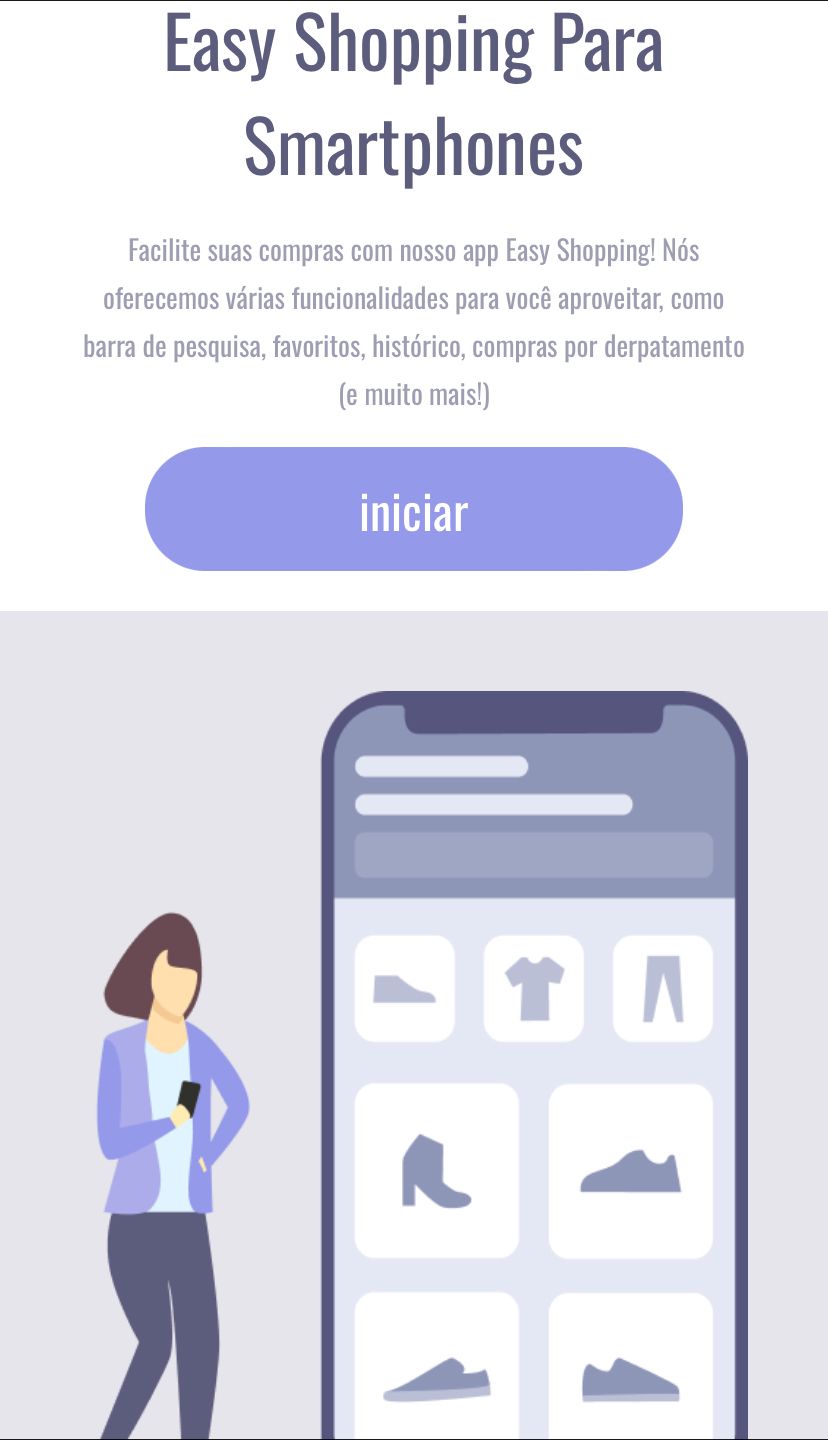 Easy Shopping Para
Smartphones
Facilite suas compras com nosso app Easy Shopping! Nós
oferecemos várias funcionalidades para você aproveitar, como
barra de pesquisa, favoritos, histórico, compras por derpatamento
(e muito mais!)
iniciar